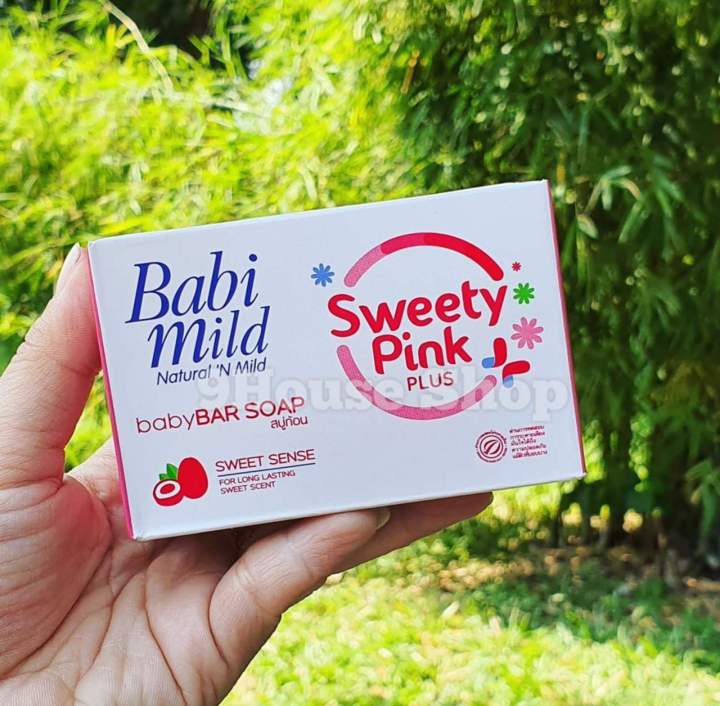 Babi
mild
Natural 'N Mild
babyBAR SOAP
สบู่ก้อน
SWEET SENSE
FOR LONG LASTING
SWEET SCENT
Sweety
Pink
PLUS
9House Shop